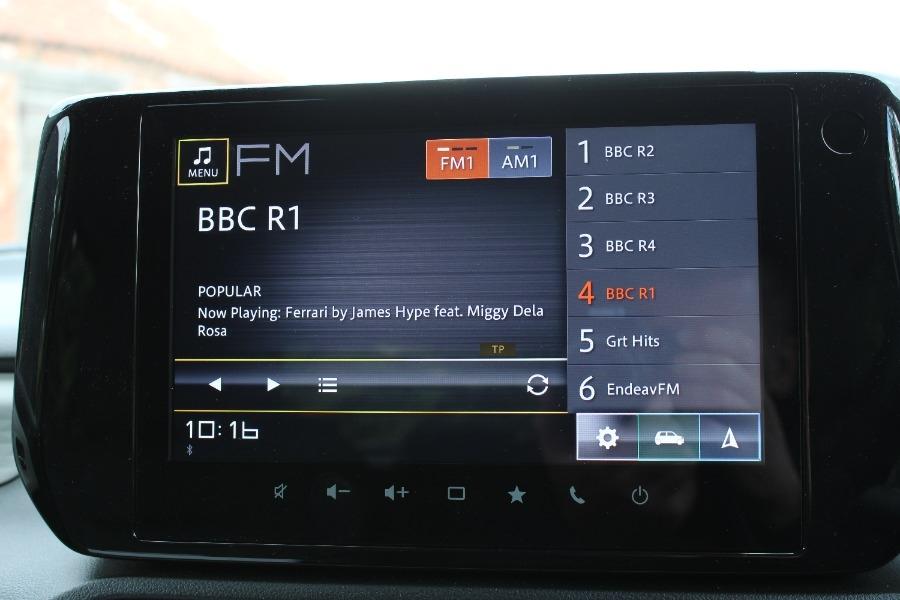 MENU
FM
FM1
AM1
BBC R1
POPULAR
Now Playing: Ferrari by James Hype feat. Miggy Dela
Rosa
TP
10:16
1 BBC R2
2 BBC R3
3 BBC R4
4 BBC R1
5 Grt Hits
6 EndeavFM